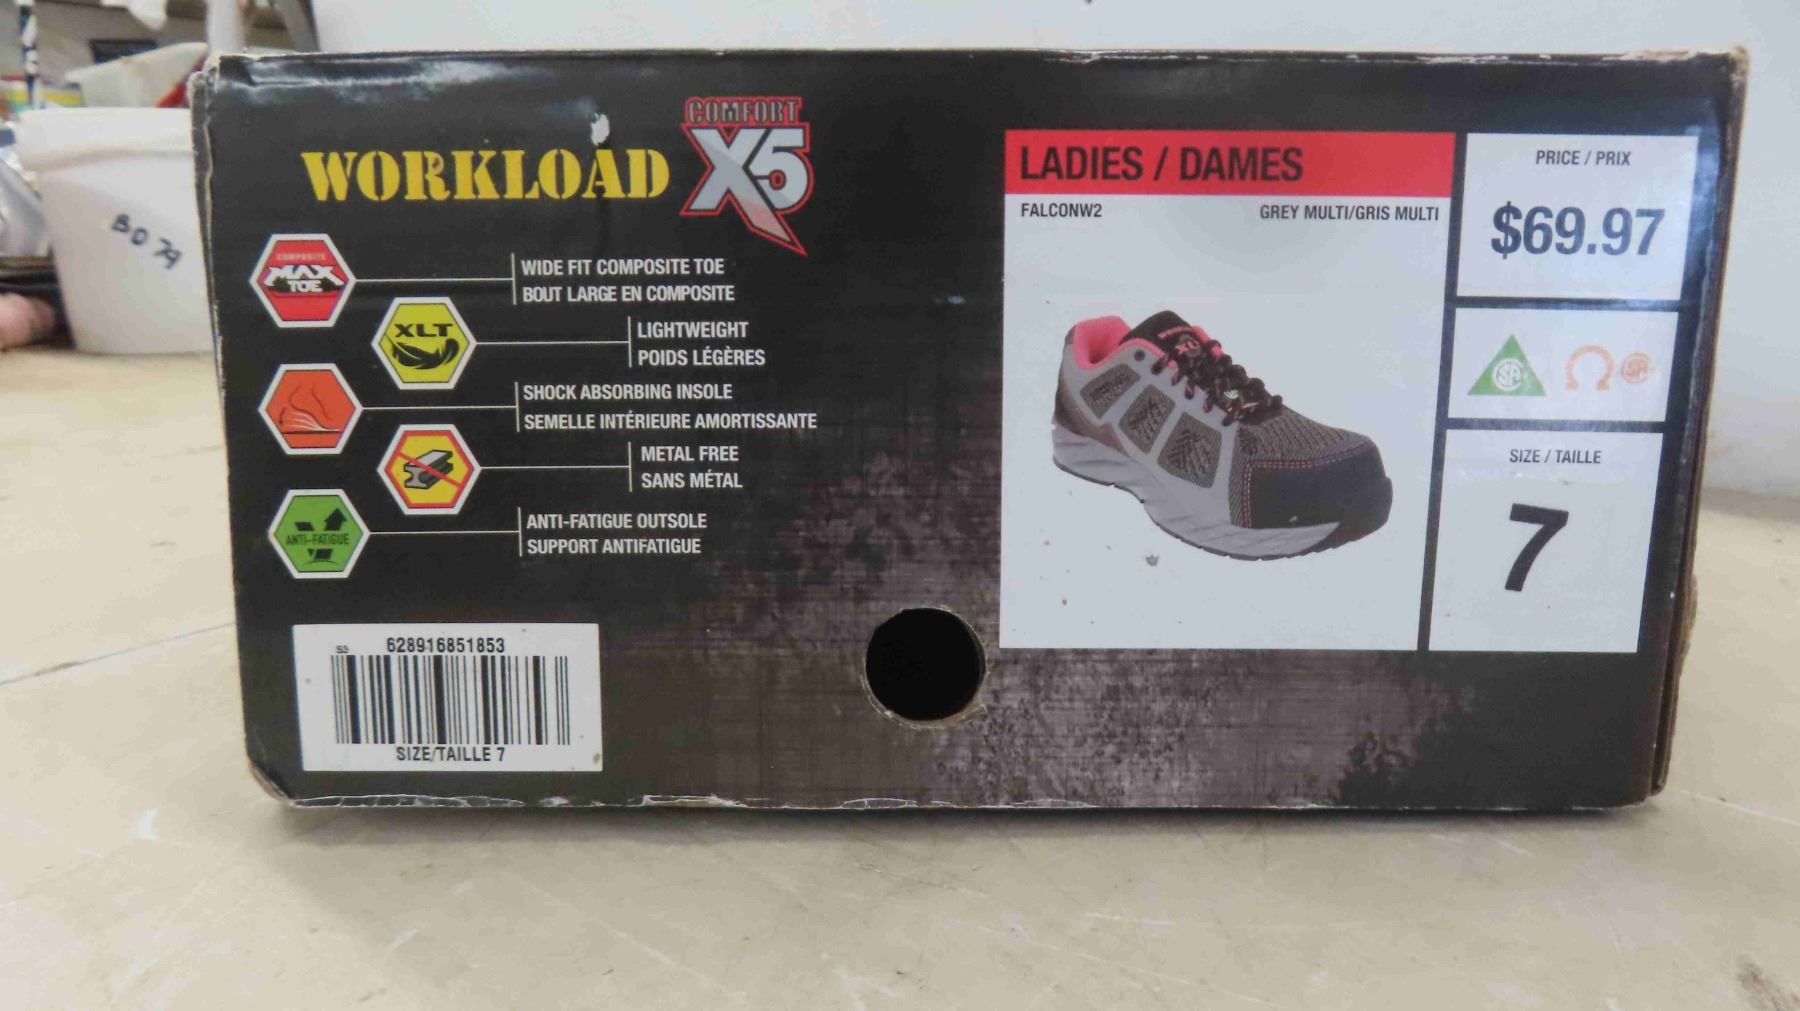 COMFORT
WORKLOAD X5
COMPOSITE
MAX
TOE
WIDE FIT COMPOSITE TOE
BOUT LARGE EN COMPOSITE
XLT
LIGHTWEIGHT
POIDS LÉGÈRES
SHOCK ABSORBING INSOLE
SEMELLE INTÉRIEURE AMORTISSANTE
METAL FREE
SANS MÉTAL
ANTI-FATIGUE
ANTI-FATIGUE OUTSOLE
SUPPORT ANTIFATIGUE
628916851853
SIZE/TAILLE 7
LADIES / DAMES
FALCONW2 GREY MULTI/GRIS MULTI
PRICE / PRIX
$69.97
SIZE / TAILLE
7